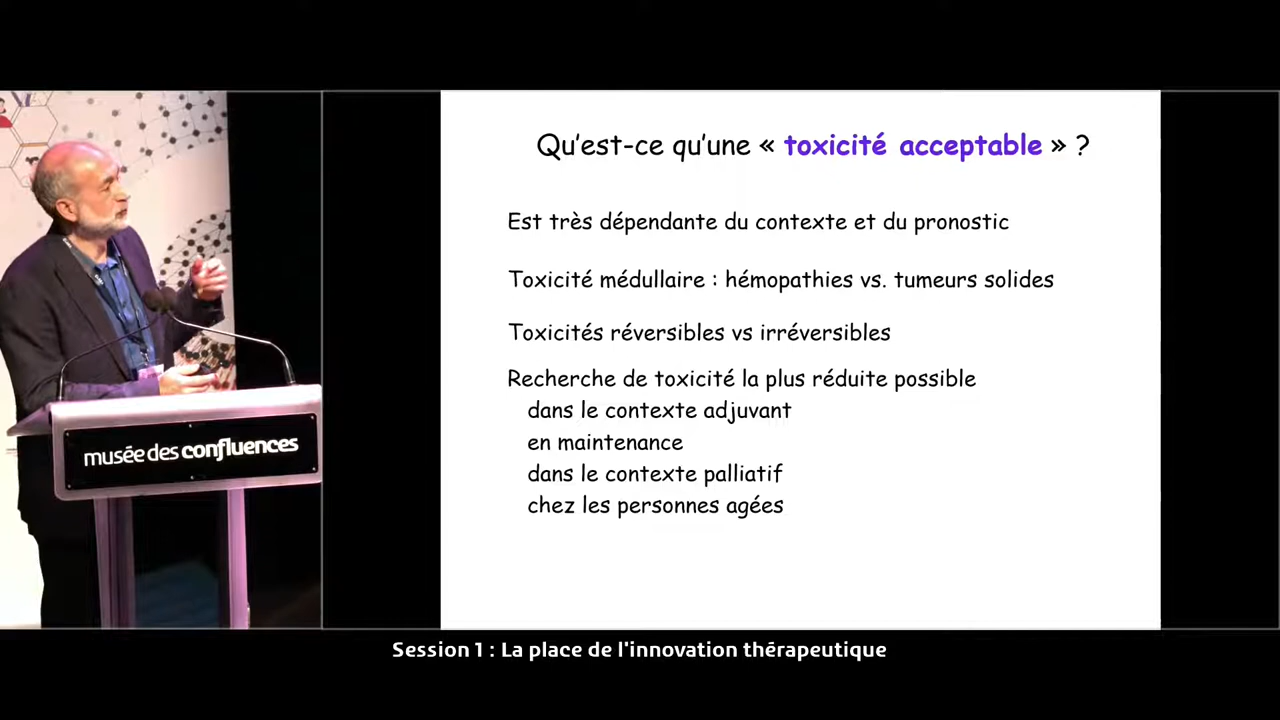 Qu'est-ce qu'une « toxicité acceptable » ?
Est très dépendante du contexte et du pronostic
Toxicité médullaire : hémopathies vs. tumeurs solides
Toxicités réversibles vs irréversibles
Recherche de toxicité la plus réduite possible
dans le contexte adjuvant
en maintenance
dans le contexte palliatif
chez les personnes agées
musée des confluences
Session 1 : La place de l'innovation thérapeutique